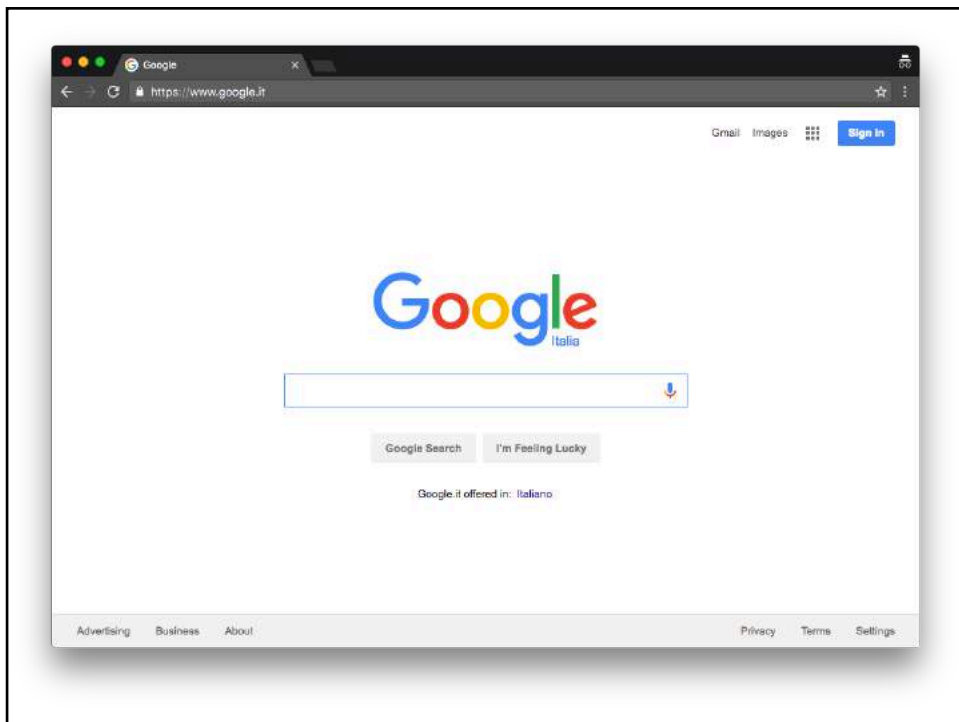 Google
https://www.google.it
Gmail Images Sign in
Google
Italia
Google Search I'm Feeling Lucky
Google.it offered in: Italiano
Advertising Business About Privacy Terms Settings